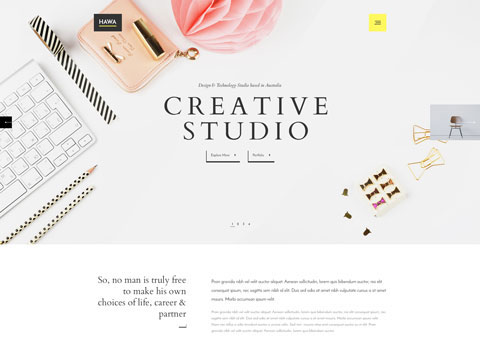 HAWA
Design & Technology Studio based in Australia.
CREATIVE
STUDIO
Explore More
Portfolio
1 2 3 4
So, no man is truly free
to make his own
choices of life, career &
partner
Proin gravida nibh vel velit auctor aliquet. Aenean sollicitudin, lorem quis bibendum auctor, nisi elit
consequat ipsum, nec sagittis sem nibh id elit. Duis sed odio sit amet nibh vulputate cursus a sit amet
mauris. Morbi accumsan ipsum velit.